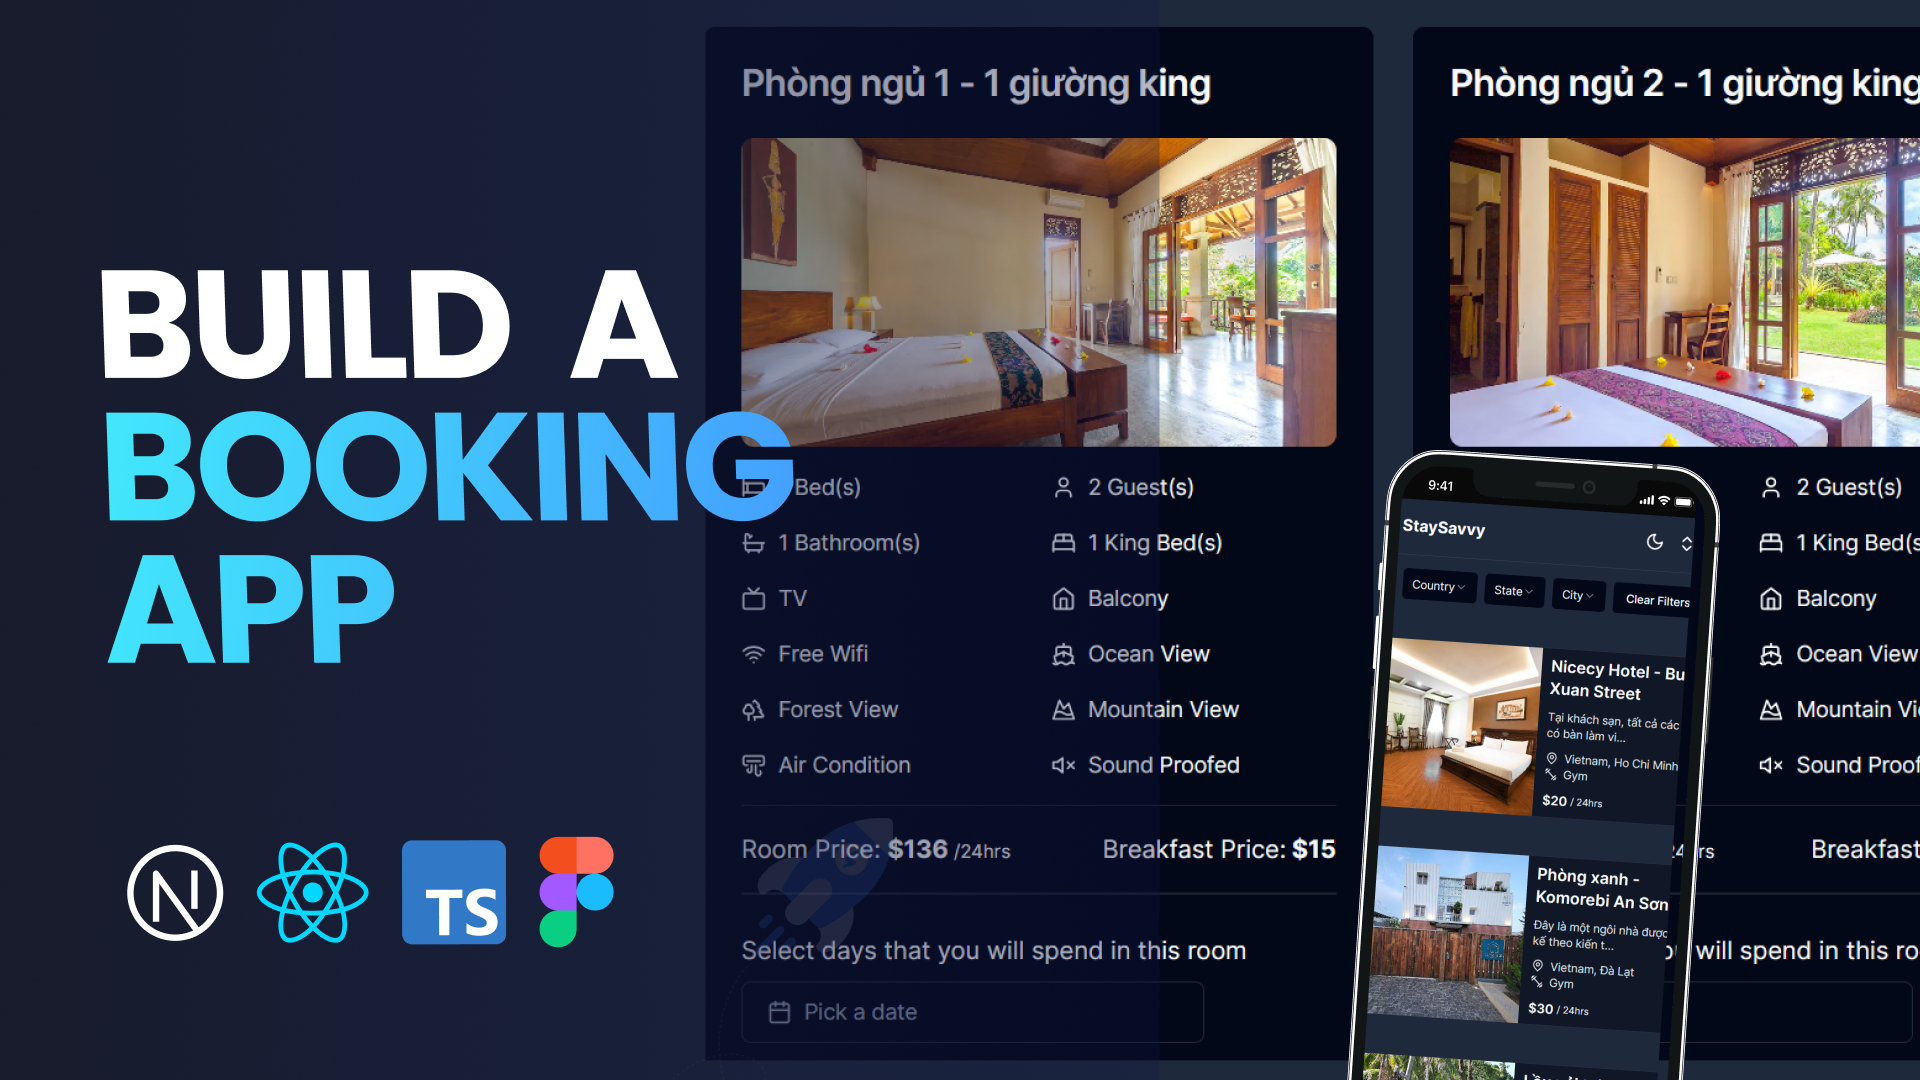 BUILD A
BOOKING
APP
TS
Phòng ngủ 1 - 1 giường king
Bed(s)
2 Guest(s)
1 Bathroom(s)
1 King Bed(s)
TV
Balcony
Free Wifi
Ocean View
Forest View
Mountain View
Air Condition
Sound Proofed
Room Price: $136 /24hrs
Breakfast Price: $15
Select days that you will spend in this room
Pick a date
Phòng ngủ 2 - 1 giường king
2 Guest(s)
1 King Bed(s
Balcony
Ocean View
Mountain Vi
Sound Proof
rs
Breakfast
will spend in this ro
9:41
StaySavvy
Country
State
City
Clear Filters
Nicecy Hotel - Bu
Xuan Street
Tại khách sạn, tất cả các
có bàn làm vi...
Vietnam, Ho Chi Minh
Gym
$20 / 24hrs
Phòng xanh -
Komorebi An Sơn
Đây là một ngôi nhà được
kế theo kiến t...
Vietnam, Đà Lạt
Gym
$30 / 24hrs